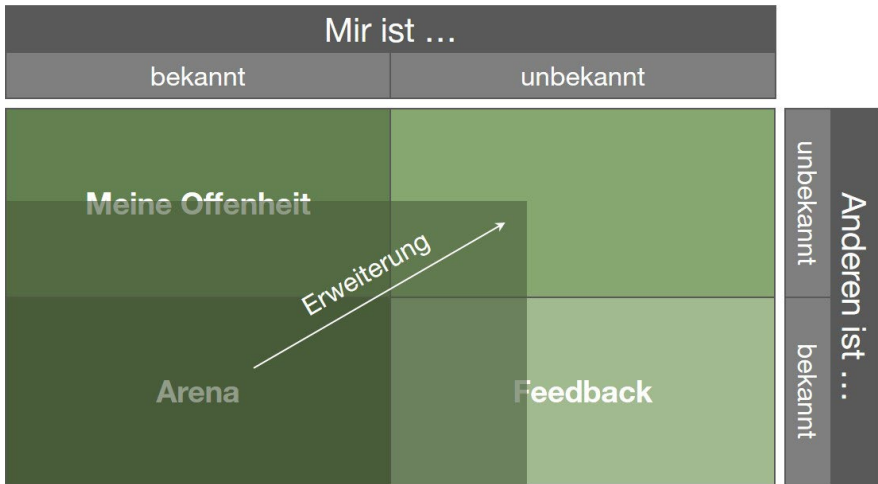 Mir ist …
bekannt
unbekannt
Meine Offenheit
unbekannt
Anderen ist …
Erweiterung
Arena
Feedback
bekannt